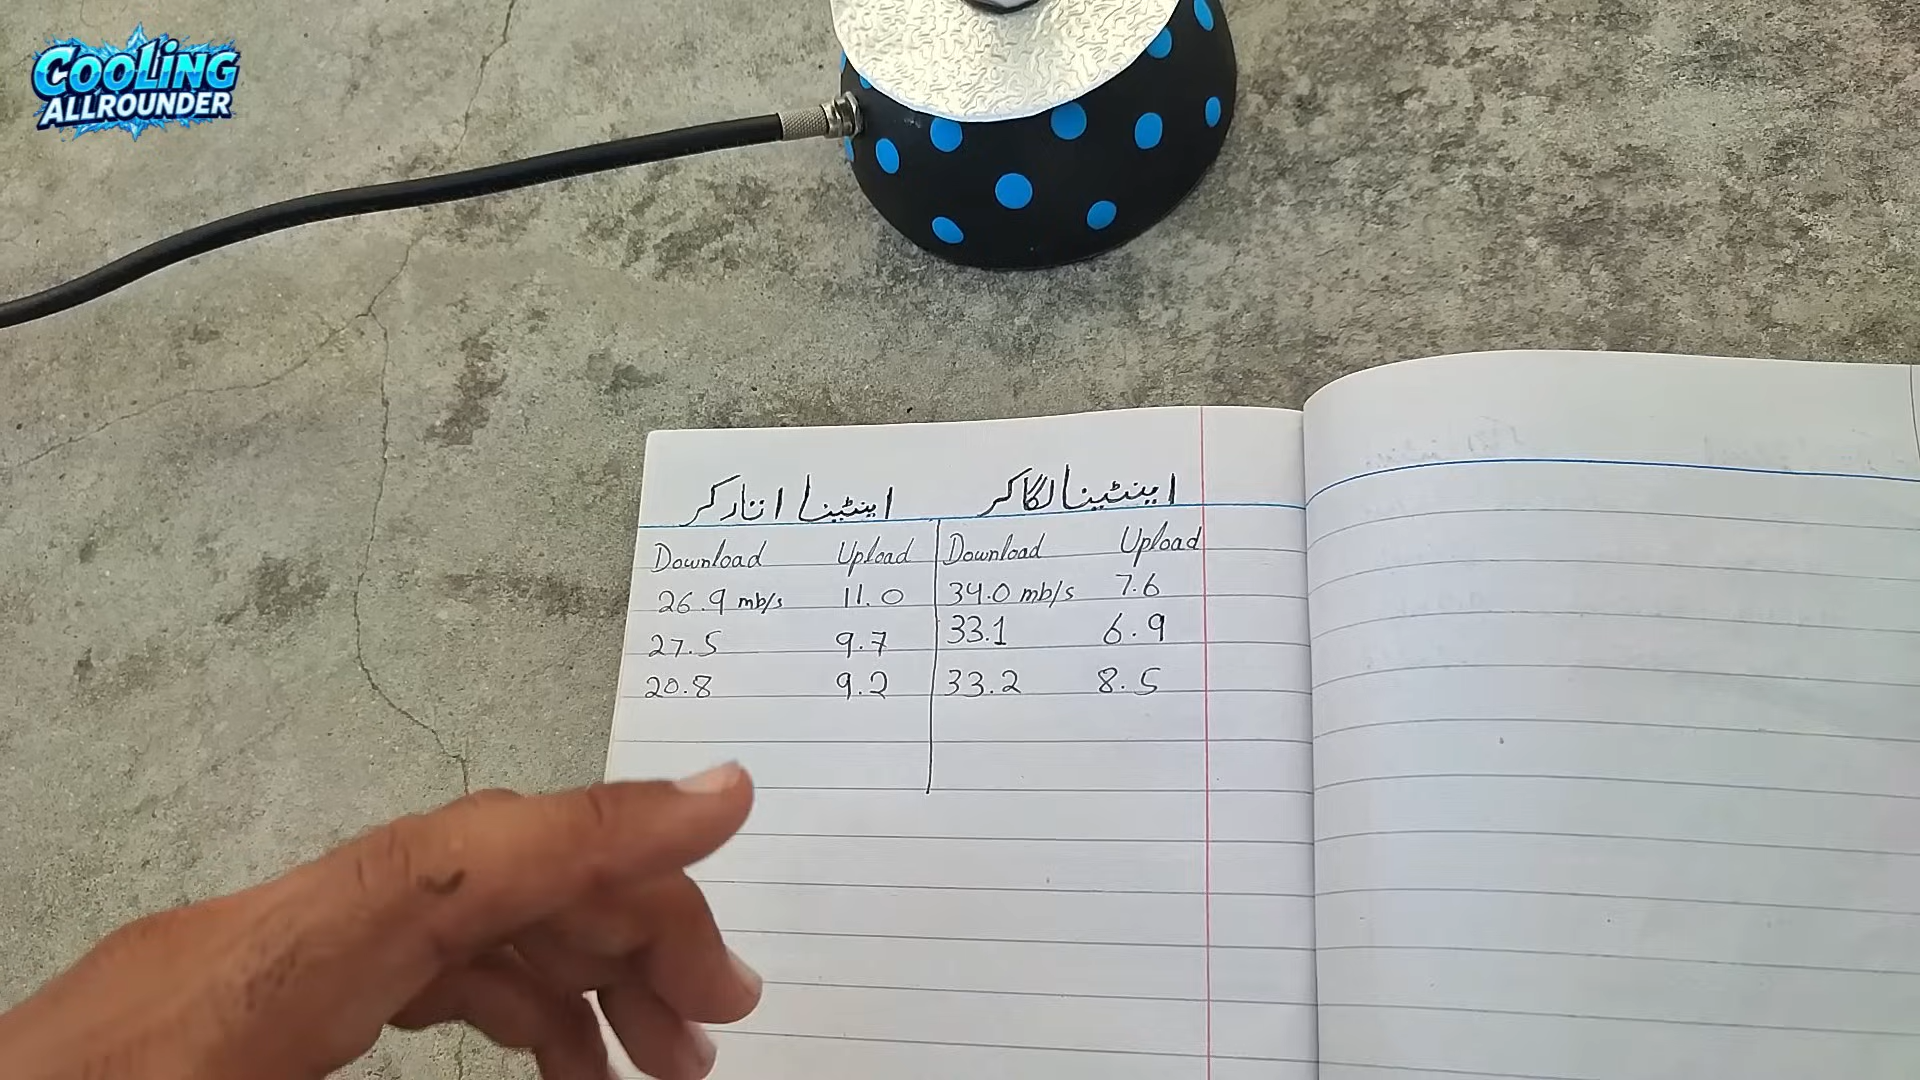 COOLING
ALLROUNDER
اینٹینا اتار کر اینٹینا لگا کر
Download Upload Download Upload
26.9 mb/s 11.0 34.0 mb/s 7.6
27.5 9.7 33.1 6.9
20.8 9.2 33.2 8.5